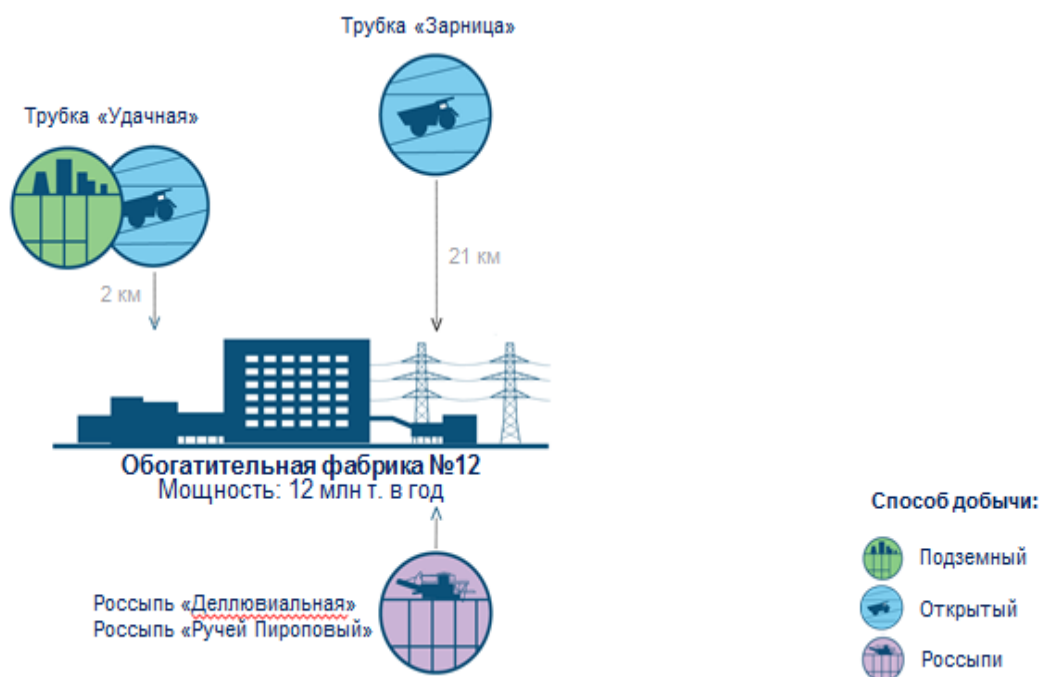 Трубка «Зарница»
Трубка «Удачная»
21 км
2 км
Обогатительная фабрика №12
Мощность: 12 млн т. в год
Способ добычи:
Подземный
Россыпь «Деллювиальная»
Россыпь «Ручей Пироповый»
Открытый
Россыпи